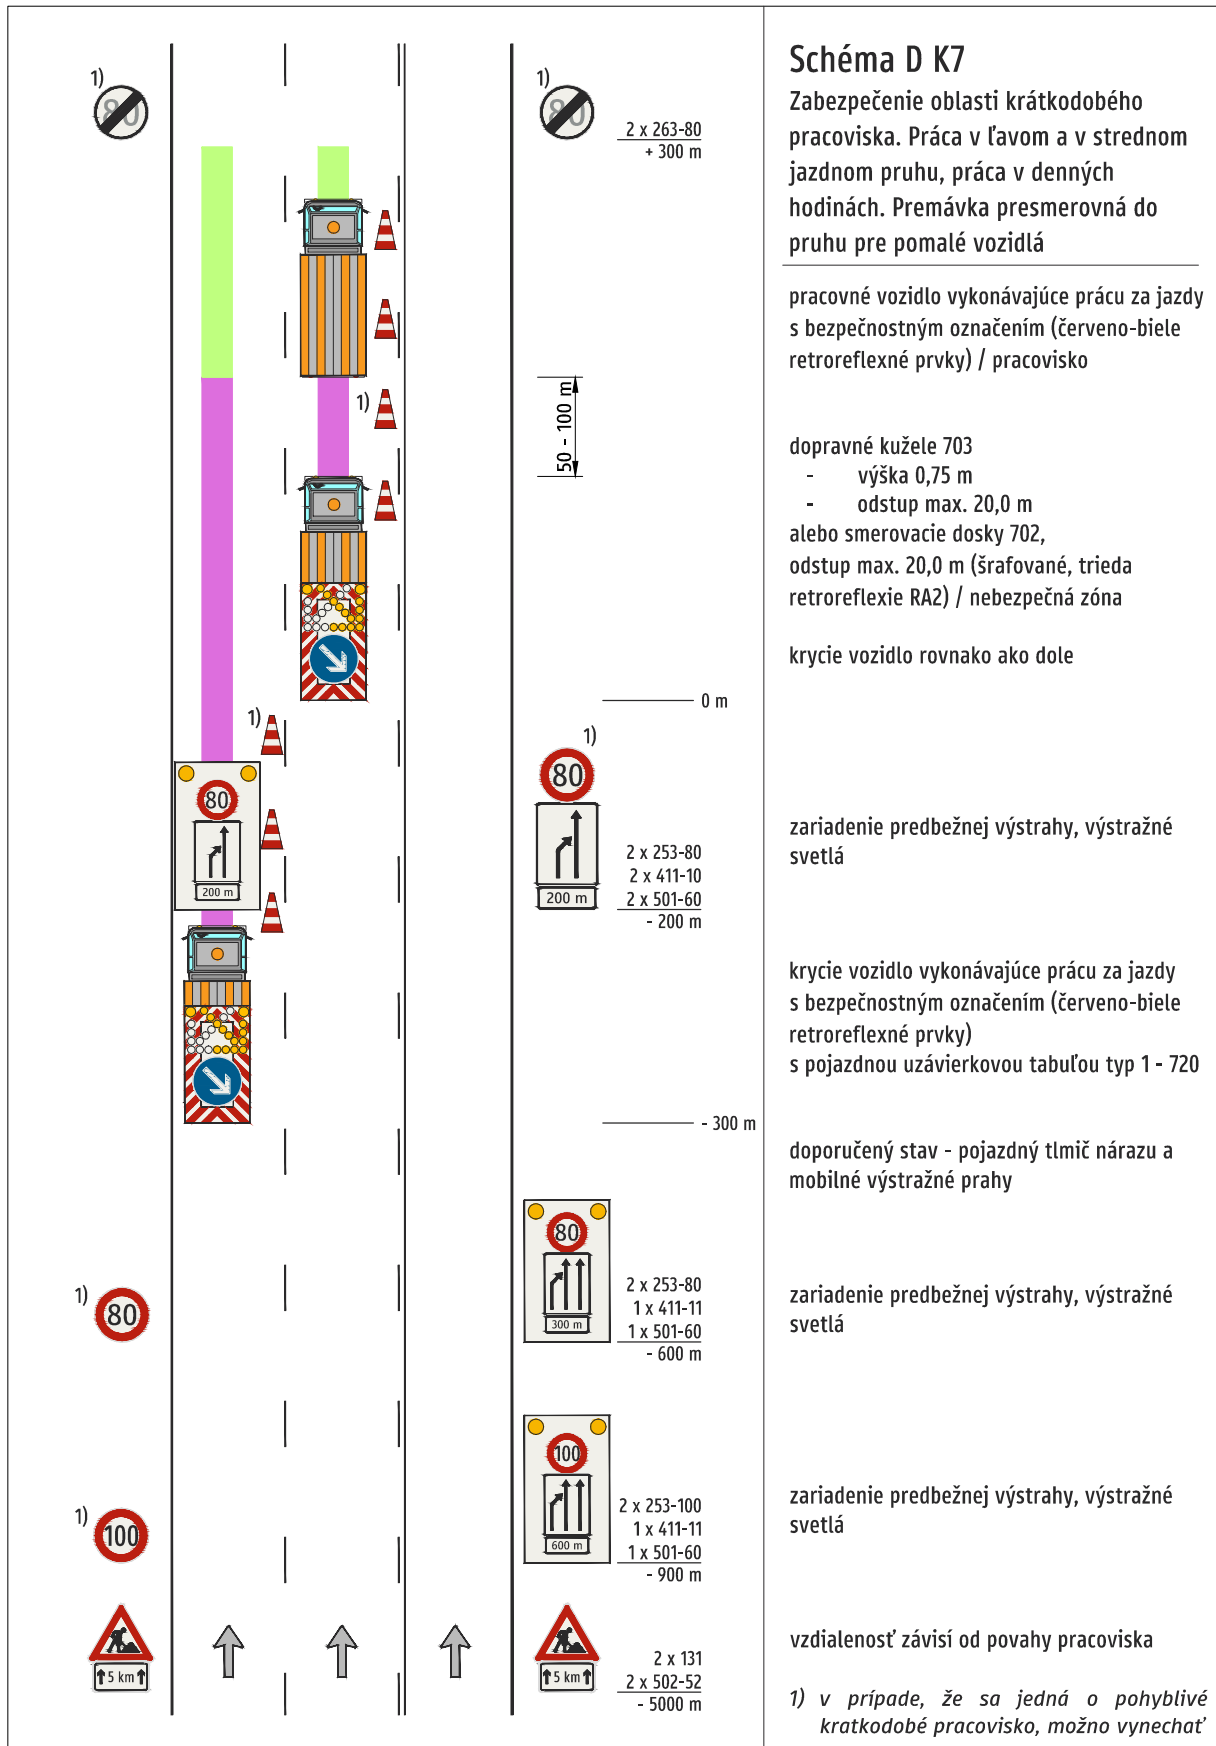 Schéma D K7
Zabezpečenie oblasti krátkodobého
pracoviska. Práca v ľavom a v strednom
jazdnom pruhu, práca v denných
hodinách. Premávka presmerovná do
pruhu pre pomalé vozidlá
1)
80
1)
80
2 x 263-80
+ 300 m
pracovné vozidlo vykonávajúce prácu za jazdy
s bezpečnostným označením (červeno-biele
retroreflexné prvky) / pracovisko
1)
50 - 100 m
dopravné kužele 703
- výška 0,75 m
- odstup max. 20,0 m
alebo smerovacie dosky 702,
odstup max. 20,0 m (šrafované, trieda
retroreflexie RA2) / nebezpečná zóna
krycie vozidlo rovnako ako dole
0 m
1)
1)
80
200 m
80
200 m
2 x 253-80
2 x 411-10
2 x 501-60
- 200 m
zariadenie predbežnej výstrahy, výstražné
svetlá
krycie vozidlo vykonávajúce prácu za jazdy
s bezpečnostným označením (červeno-biele
retroreflexné prvky)
s pojazdnou uzávierkovou tabuľou typ 1 - 720
- 300 m
doporučený stav - pojazdný tlmič nárazu a
mobilné výstražné prahy
1)
80
80
300 m
2 x 253-80
1 x 411-11
1 x 501-60
- 600 m
zariadenie predbežnej výstrahy, výstražné
svetlá
1)
100
100
600 m
2 x 253-100
1 x 411-11
1 x 501-60
- 900 m
zariadenie predbežnej výstrahy, výstražné
svetlá
5 km
5 km
2 x 131
2 x 502-52
- 5000 m
vzdialenosť závisí od povahy pracoviska
1) v prípade, že sa jedná o pohyblivé
kratkodobé pracovisko, možno vynechať